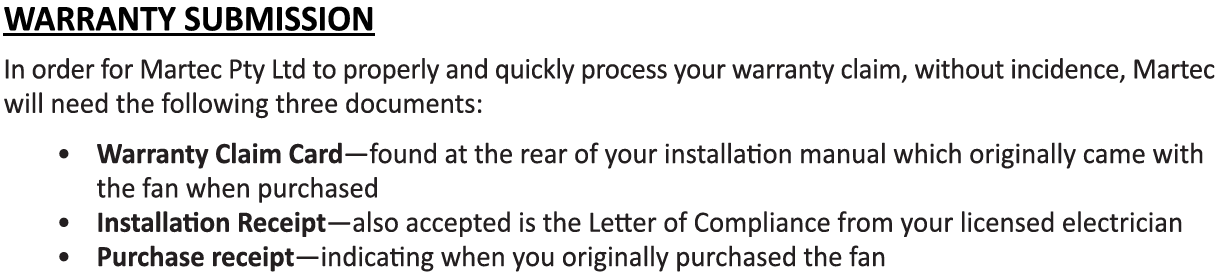 WARRANTY SUBMISSION
In order for Martec Pty Ltd to properly and quickly process your warranty claim, without incidence, Martec
will need the following three documents:
• Warranty Claim Card—found at the rear of your installation manual which originally came with
the fan when purchased
• Installation Receipt—also accepted is the Letter of Compliance from your licensed electrician
• Purchase receipt—indicating when you originally purchased the fan